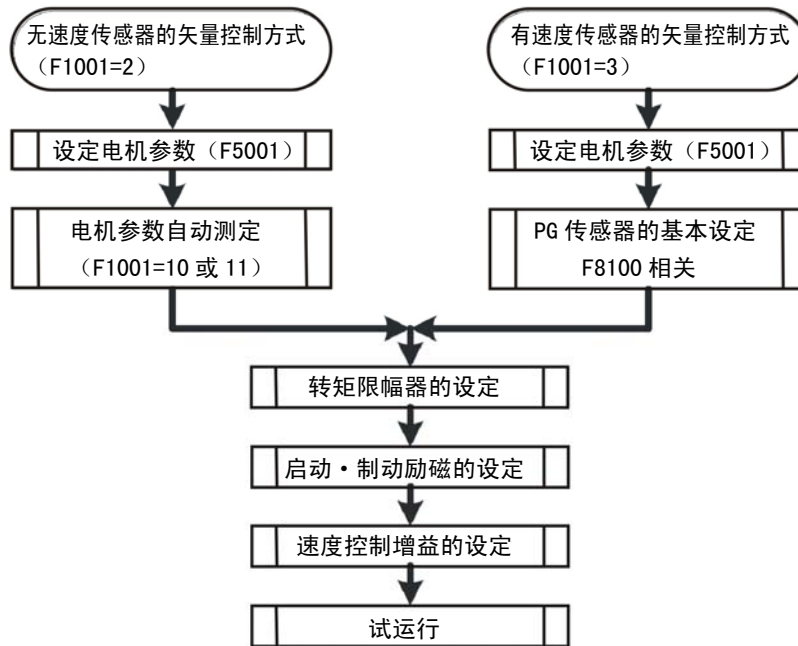 无速度传感器的矢量控制方式
（F1001=2）
设定电机参数（F5001）
电机参数自动测定
（F1001=10 或 11）
有速度传感器的矢量控制方式
（F1001=3）
设定电机参数（F5001）
PG 传感器的基本设定
F8100 相关
转矩限幅器的设定
启动·制动励磁的设定
速度控制增益的设定
试运行